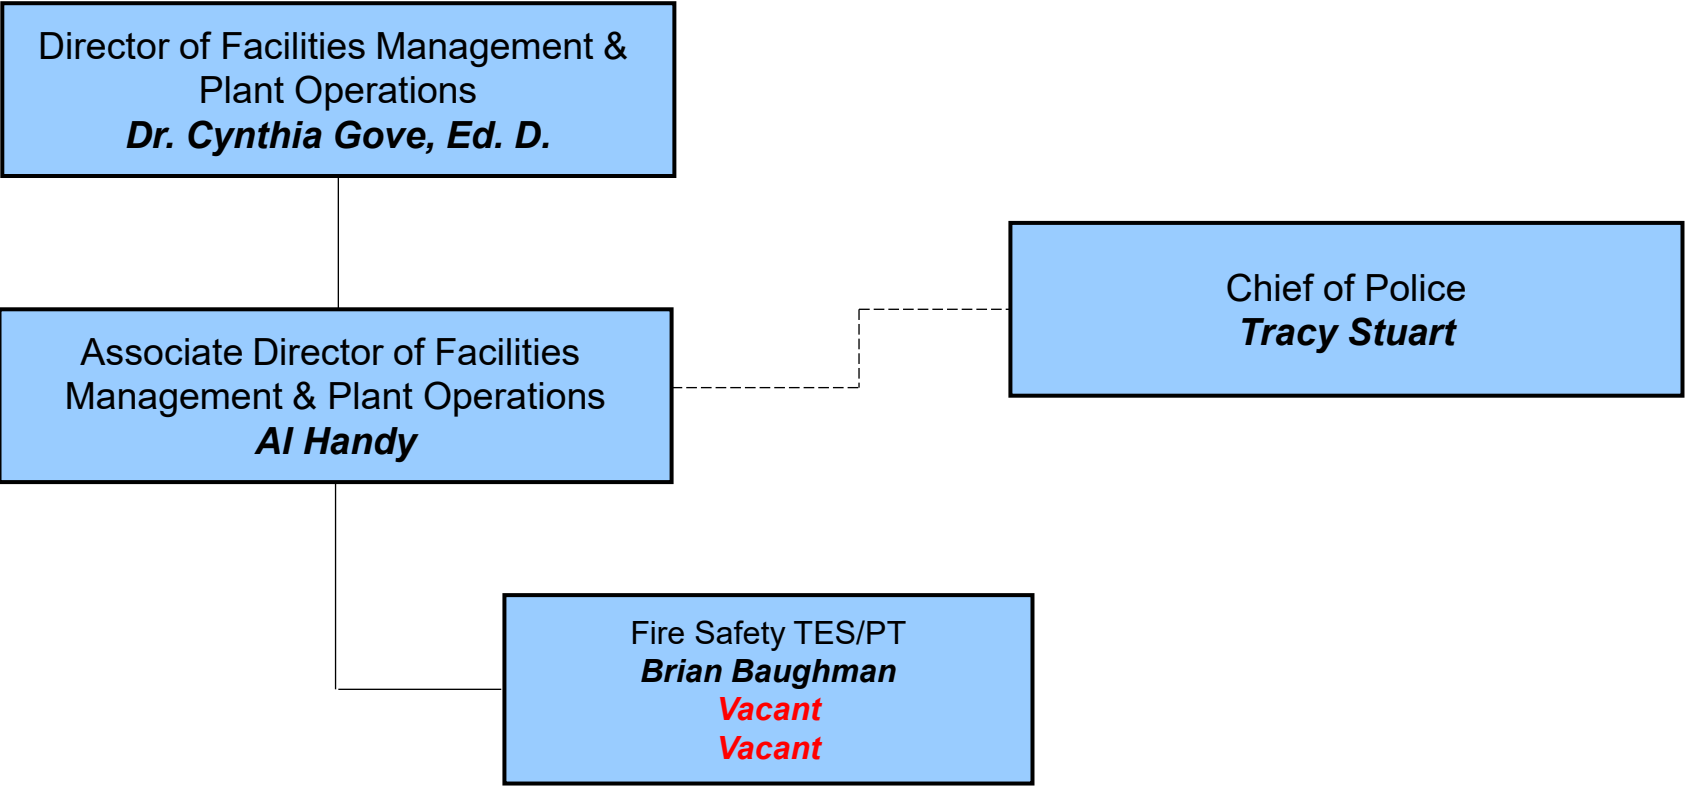 Director of Facilities Management &
Plant Operations
Dr. Cynthia Gove, Ed. D.
Chief of Police
Tracy Stuart
Associate Director of Facilities
Management & Plant Operations
Al Handy
Fire Safety TES/PT
Brian Baughman
Vacant
Vacant